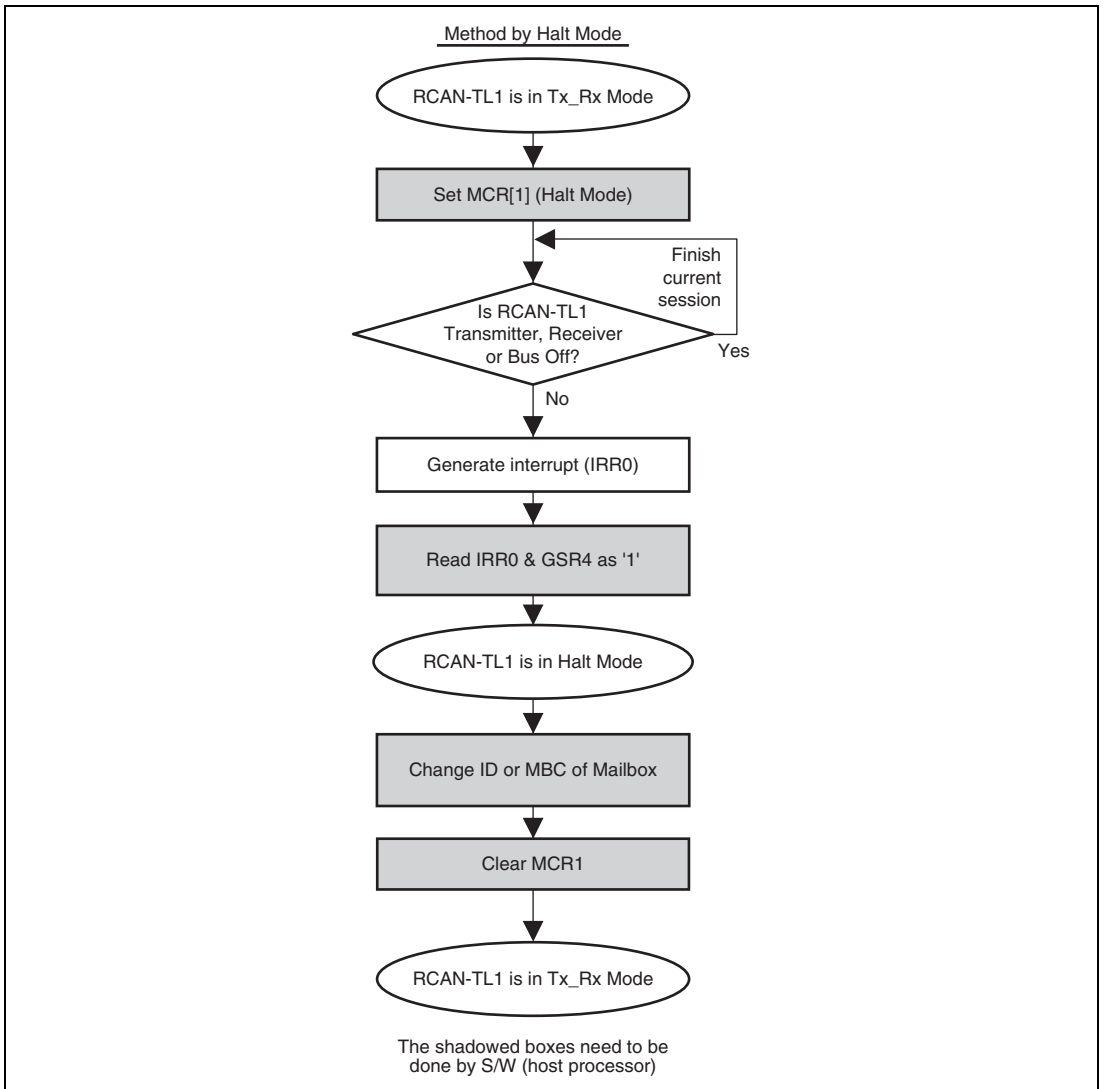 Method by Halt Mode
RCAN-TL1 is in Tx_Rx Mode
Set MCR[1] (Halt Mode)
Finish
current
session
Is RCAN-TL1
Transmitter, Receiver
or Bus Off?
Yes
No
Generate interrupt (IRR0)
Read IRR0 & GSR4 as '1'
RCAN-TL1 is in Halt Mode
Change ID or MBC of Mailbox
Clear MCR1
RCAN-TL1 is in Tx_Rx Mode
The shadowed boxes need to be
done by S/W (host processor)